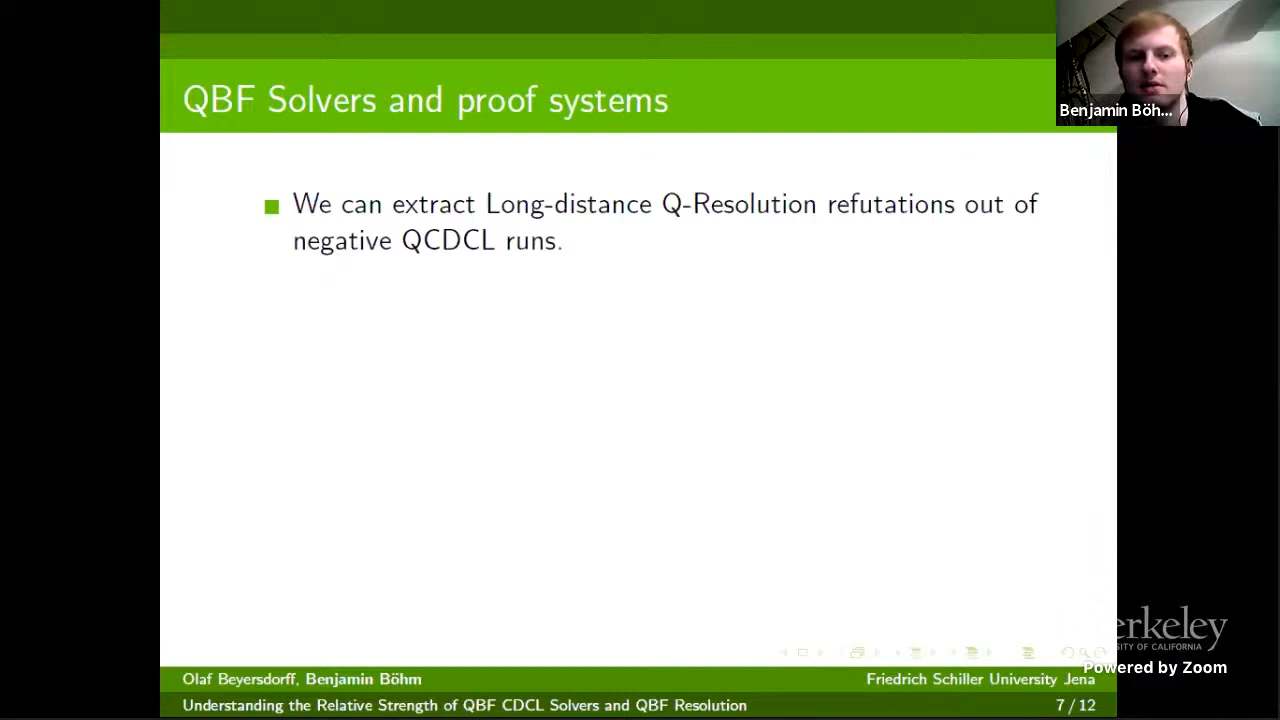 QBF Solvers and proof systems
Benjamin Böh...
We can extract Long-distance Q-Resolution refutations out of
negative QCDCL runs.
erkeley
SITY OF CALIFORNIA
Powered by Zoom
Olaf Beyersdorff, Benjamin Böhm
Friedrich Schiller University Jena
Understanding the Relative Strength of QBF CDCL Solvers and QBF Resolution
7 / 12